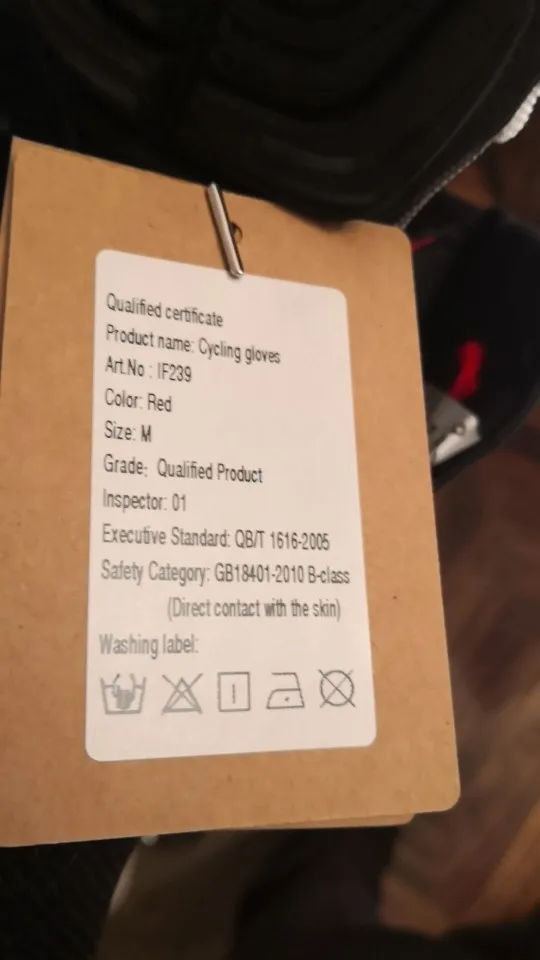 Qualified certificate
Product name: Cycling gloves
Art.No : IF239
Color: Red
Size: M
Grade: Qualified Product
Inspector: 01
Executive Standard: QB/T 1616-2005
Safety Category: GB18401-2010 B-class
(Direct contact with the skin)
Washing label: